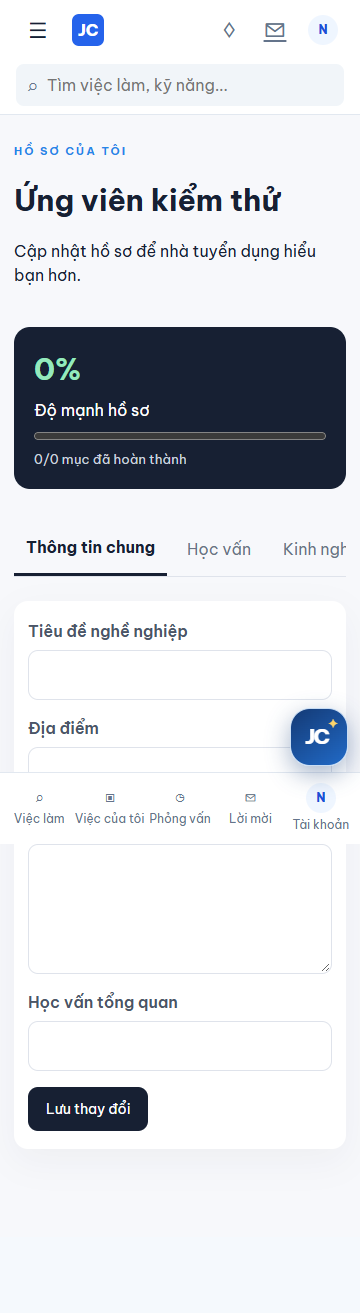 JC
N
Tìm việc làm, kỹ năng...
HỒ SƠ CỦA TÔI
Ứng viên kiểm thử
Cập nhật hồ sơ để nhà tuyển dụng hiểu
bạn hơn.
0%
Độ mạnh hồ sơ
0/0 mục đã hoàn thành
Thông tin chung
Học vấn
Kinh ngh
Tiêu đề nghề nghiệp
Địa điểm
JC
N
Việc làm
Việc của tôi
Phỏng vấn
Lời mời
Tài khoản
Học vấn tổng quan
Lưu thay đổi